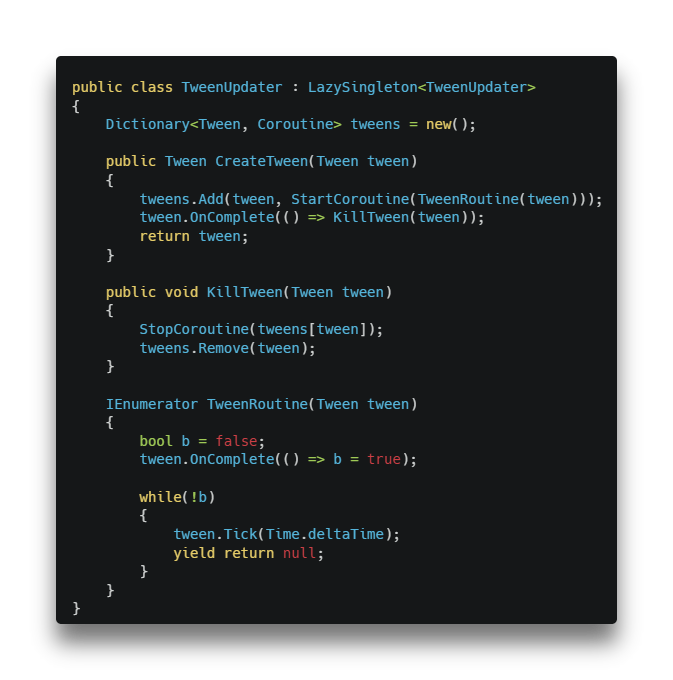 public class TweenUpdater : LazySingleton<TweenUpdater>
{
    Dictionary<Tween, Coroutine> tweens = new();

    public Tween CreateTween(Tween tween)
    {
        tweens.Add(tween, StartCoroutine(TweenRoutine(tween)));
        tween.OnComplete(() => KillTween(tween));
        return tween;
    }

    public void KillTween(Tween tween)
    {
        StopCoroutine(tweens[tween]);
        tweens.Remove(tween);
    }

    IEnumerator TweenRoutine(Tween tween)
    {
        bool b = false;
        tween.OnComplete(() => b = true);

        while(!b)
        {
            tween.Tick(Time.deltaTime);
            yield return null;
        }
    }
}